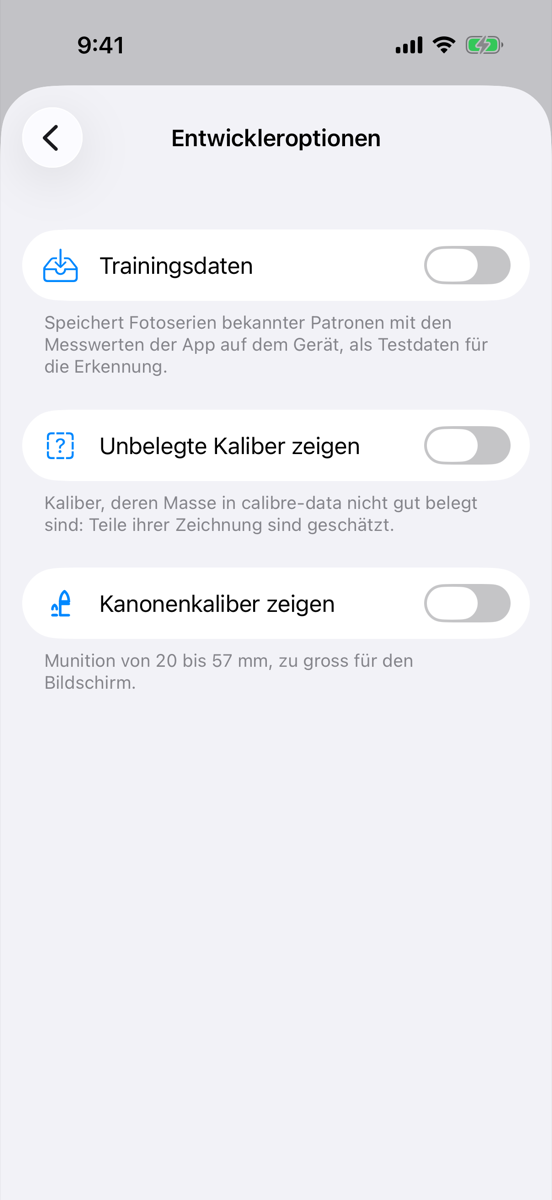 9:41
Entwickleroptionen
Trainingsdaten
Speichert Fotoserien bekannter Patronen mit den
Messwerten der App auf dem Gerät, als Testdaten für
die Erkennung.
?
Unbelegte Kaliber zeigen
Kaliber, deren Masse in calibre-data nicht gut belegt
sind: Teile ihrer Zeichnung sind geschätzt.
Kanonenkaliber zeigen
Munition von 20 bis 57 mm, zu gross für den
Bildschirm.